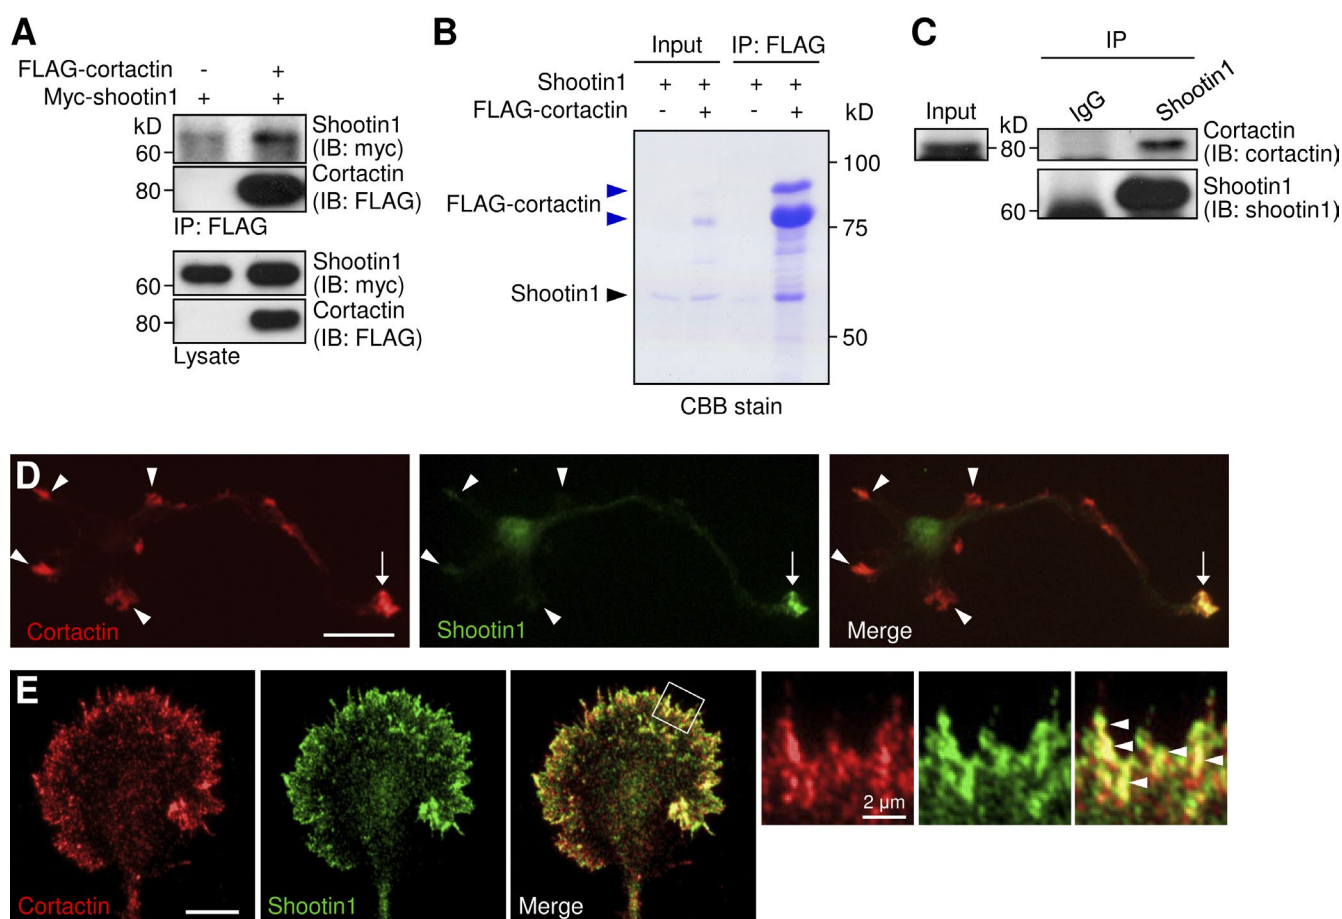 A
FLAG-cortactin - +
Myc-shootin1 + +
kD
60
Shootin1
(IB: myc)
80
Cortactin
(IB: FLAG)
IP: FLAG
60
Shootin1
(IB: myc)
80
Cortactin
(IB: FLAG)
Lysate
B
Input IP: FLAG
Shootin1 + + + +
FLAG-cortactin - + - +
kD
100
FLAG-cortactin
75
Shootin1
50
CBB stain
C
IP
Input
kD
IgG
Shootin1
80
Cortactin
(IB: cortactin)
60
Shootin1
(IB: shootin1)
D
Cortactin
Shootin1
Merge
E
Cortactin
Shootin1
Merge
2 μm